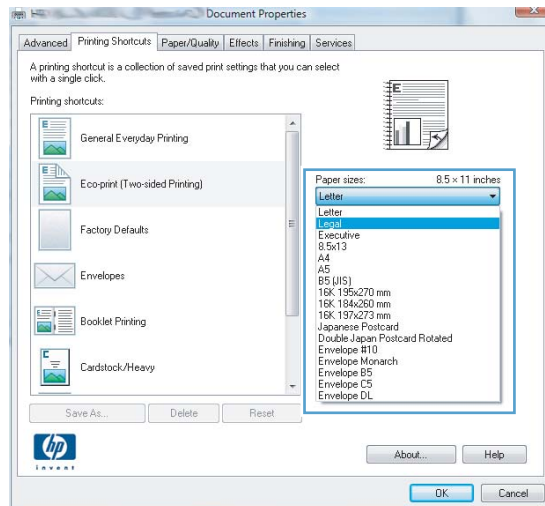 Document Properties
Advanced
Printing Shortcuts
Paper/Quality
Effects
Finishing
Services
A printing shortcut is a collection of saved print settings that you can select
with a single click.
Printing shortcuts:
General Everyday Printing
Eco-print (Two-sided Printing)
Factory Defaults
Envelopes
Booklet Printing
Cardstock/Heavy
Paper sizes:
8.5 × 11 inches
Letter
Letter
Legal
Executive
8.5x13
A4
A5
B5 (JIS)
16K 195x270 mm
16K 184x260 mm
16K 197x273 mm
Japanese Postcard
Double Japan Postcard Rotated
Envelope #10
Envelope Monarch
Envelope B5
Envelope C5
Envelope DL
Save As...
Delete
Reset
hp
invent
About...
Help
OK
Cancel